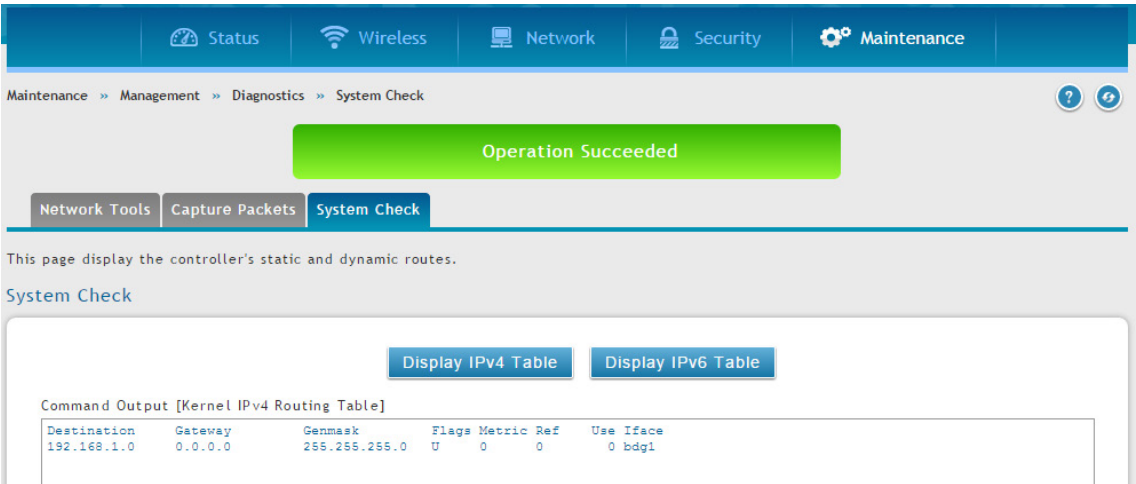 Status Wireless Network Security Maintenance
Maintenance » Management » Diagnostics » System Check
Operation Succeeded
Network Tools Capture Packets System Check
This page display the controller's static and dynamic routes.
System Check
Display IPv4 Table Display IPv6 Table
Command Output [Kernel IPv4 Routing Table]
Destination Gateway Genmask Flags Metric Ref Use Iface
192.168.1.0 0.0.0.0 255.255.255.0 U 0 0 0 bdg1